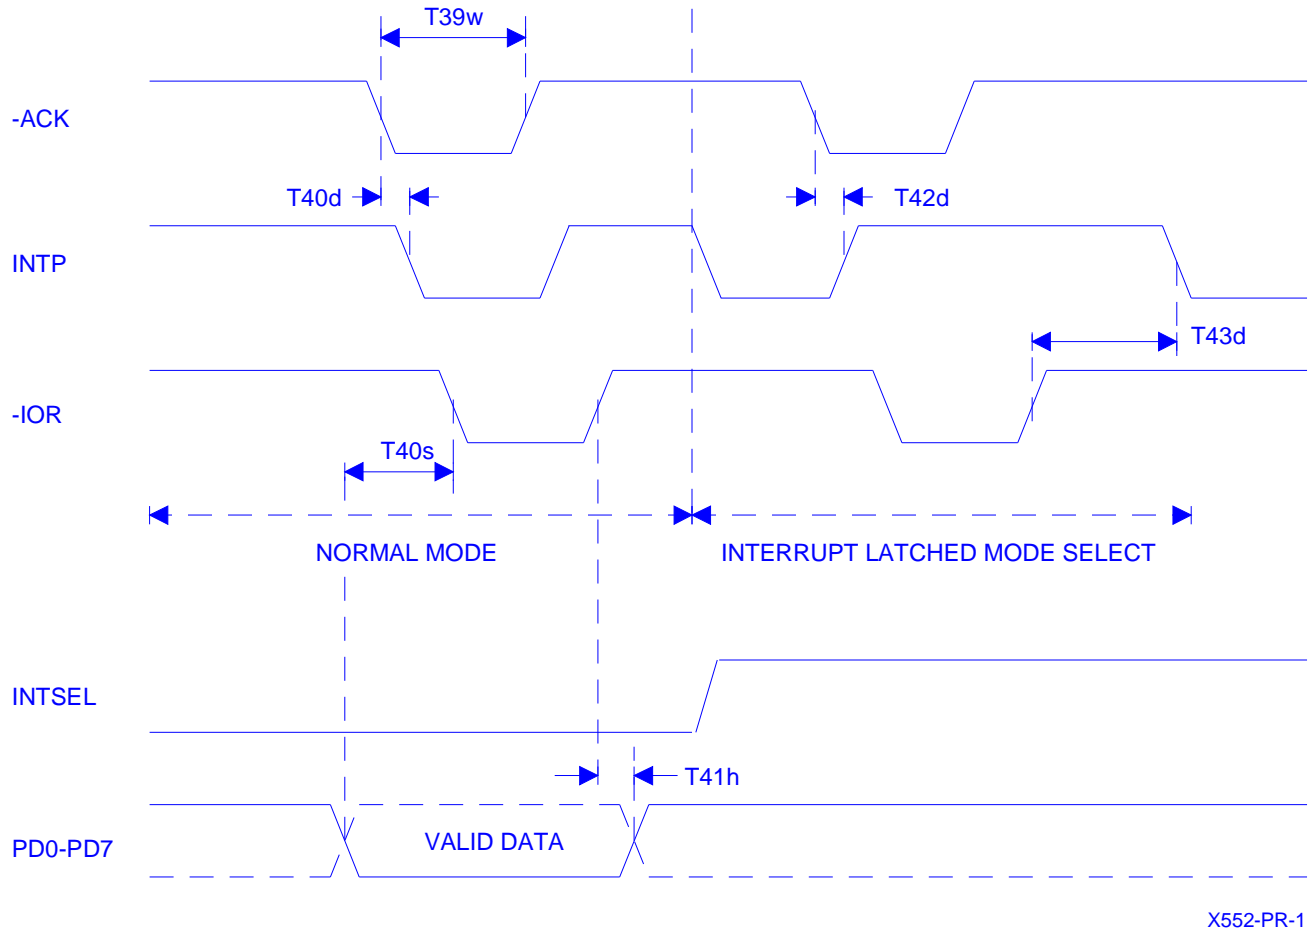 T39w
-ACK
T40d
T42d
INTP
T43d
-IOR
T40s
NORMAL MODE
INTERRUPT LATCHED MODE SELECT
INTSEL
T41h
PD0-PD7
VALID DATA
X552-PR-1